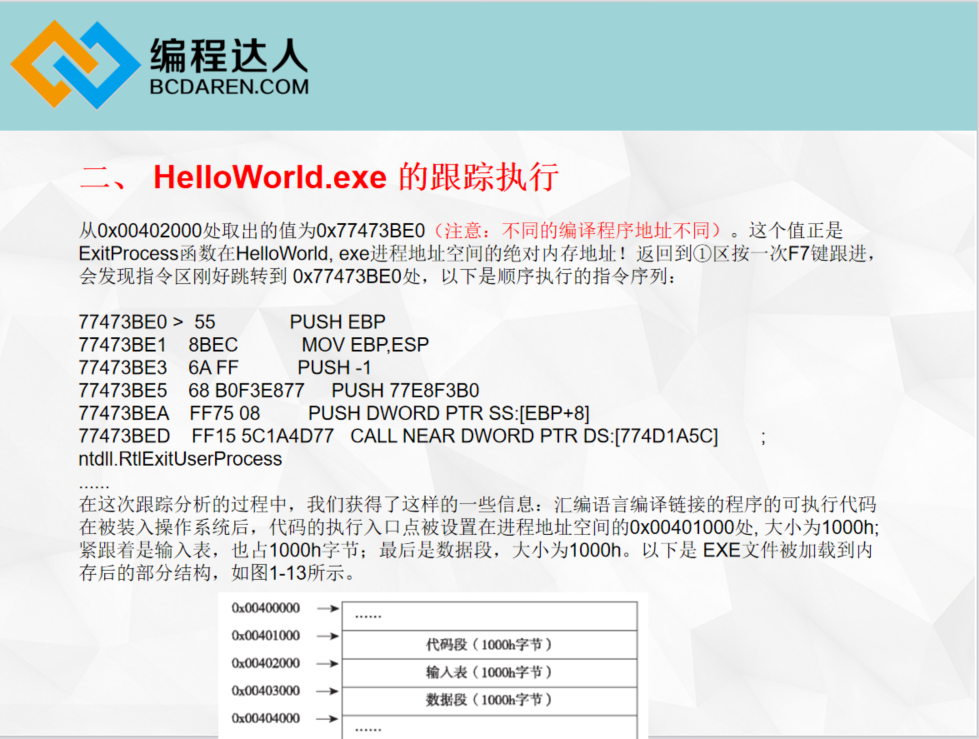 编程达人
BCDAREN.COM
二、 HelloWorld.exe 的跟踪执行
从0x00402000处取出的值为0x77473BE0（注意：不同的编译程序地址不同）。这个值正是
ExitProcess函数在HelloWorld, exe进程地址空间的绝对内存地址！返回到①区按一次F7键跟进，
会发现指令区刚好跳转到 0x77473BE0处，以下是顺序执行的指令序列：
77473BE0 > 55 PUSH EBP
77473BE1 8BEC MOV EBP,ESP
77473BE3 6A FF PUSH -1
77473BE5 68 B0F3E877 PUSH 77E8F3B0
77473BEA FF75 08 PUSH DWORD PTR SS:[EBP+8]
77473BED FF15 5C1A4D77 CALL NEAR DWORD PTR DS:[774D1A5C] ;
ntdll.RtlExitUserProcess
......
在这次跟踪分析的过程中，我们获得了这样的一些信息：汇编语言编译链接的程序的可执行代码
在被装入操作系统后，代码的执行入口点被设置在进程地址空间的0x00401000处, 大小为1000h;
紧跟着是输入表，也占1000h字节；最后是数据段，大小为1000h。以下是 EXE文件被加载到内
存后的部分结构，如图1-13所示。
0x00400000 ......
0x00401000 代码段（1000h字节）
0x00402000 输入表（1000h字节）
0x00403000 数据段（1000h字节）
0x00404000 ......